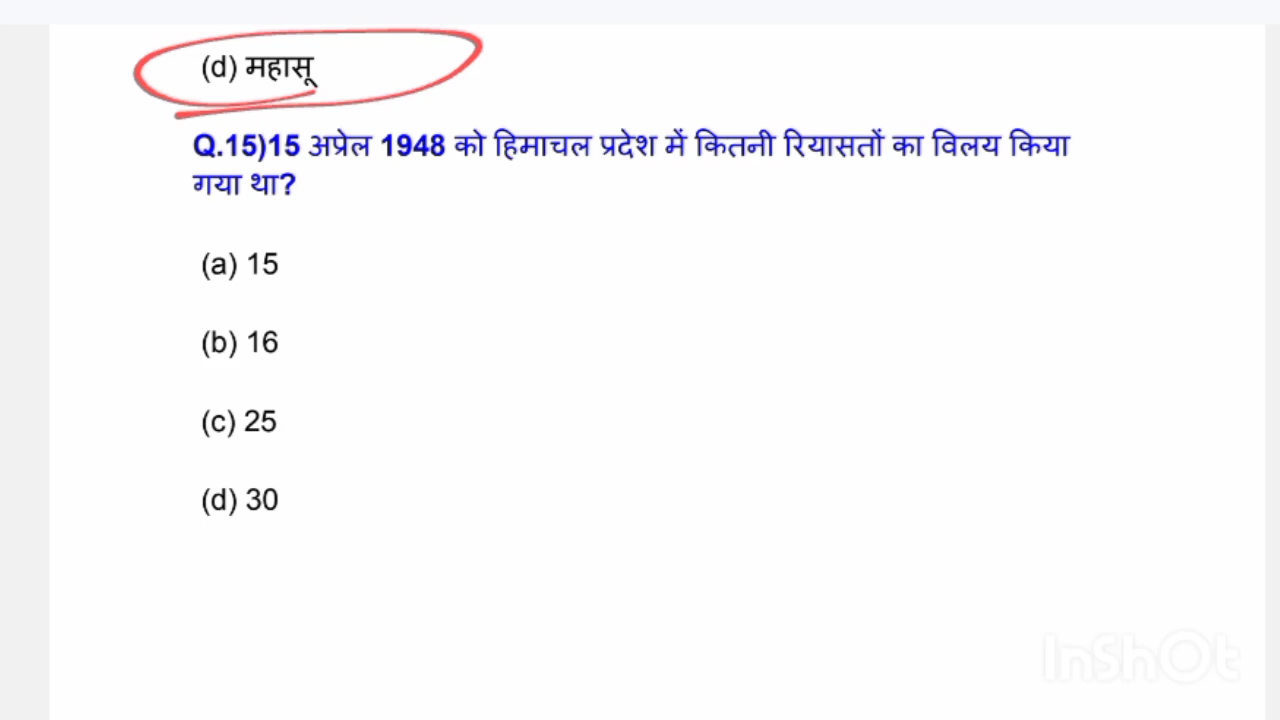 (d) महासू
Q.15)15 अप्रेल 1948 को हिमाचल प्रदेश में कितनी रियासतों का विलय किया
गया था?
(a) 15
(b) 16
(c) 25
(d) 30
InShOt